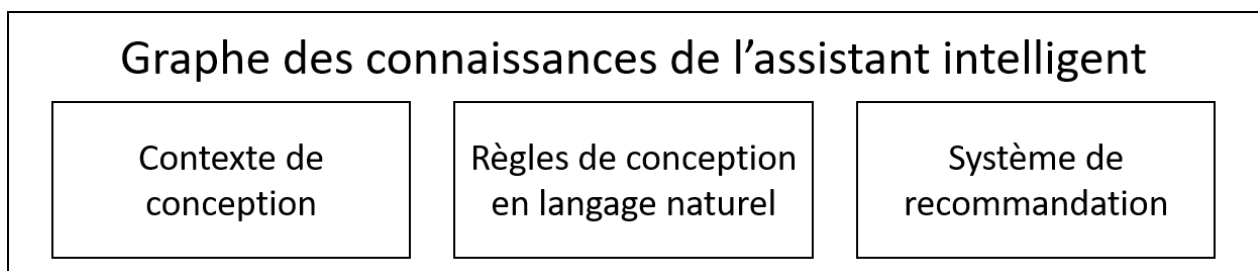 Graphe des connaissances de l’assistant intelligent
Contexte de
conception
Règles de conception
en langage naturel
Système de
recommandation